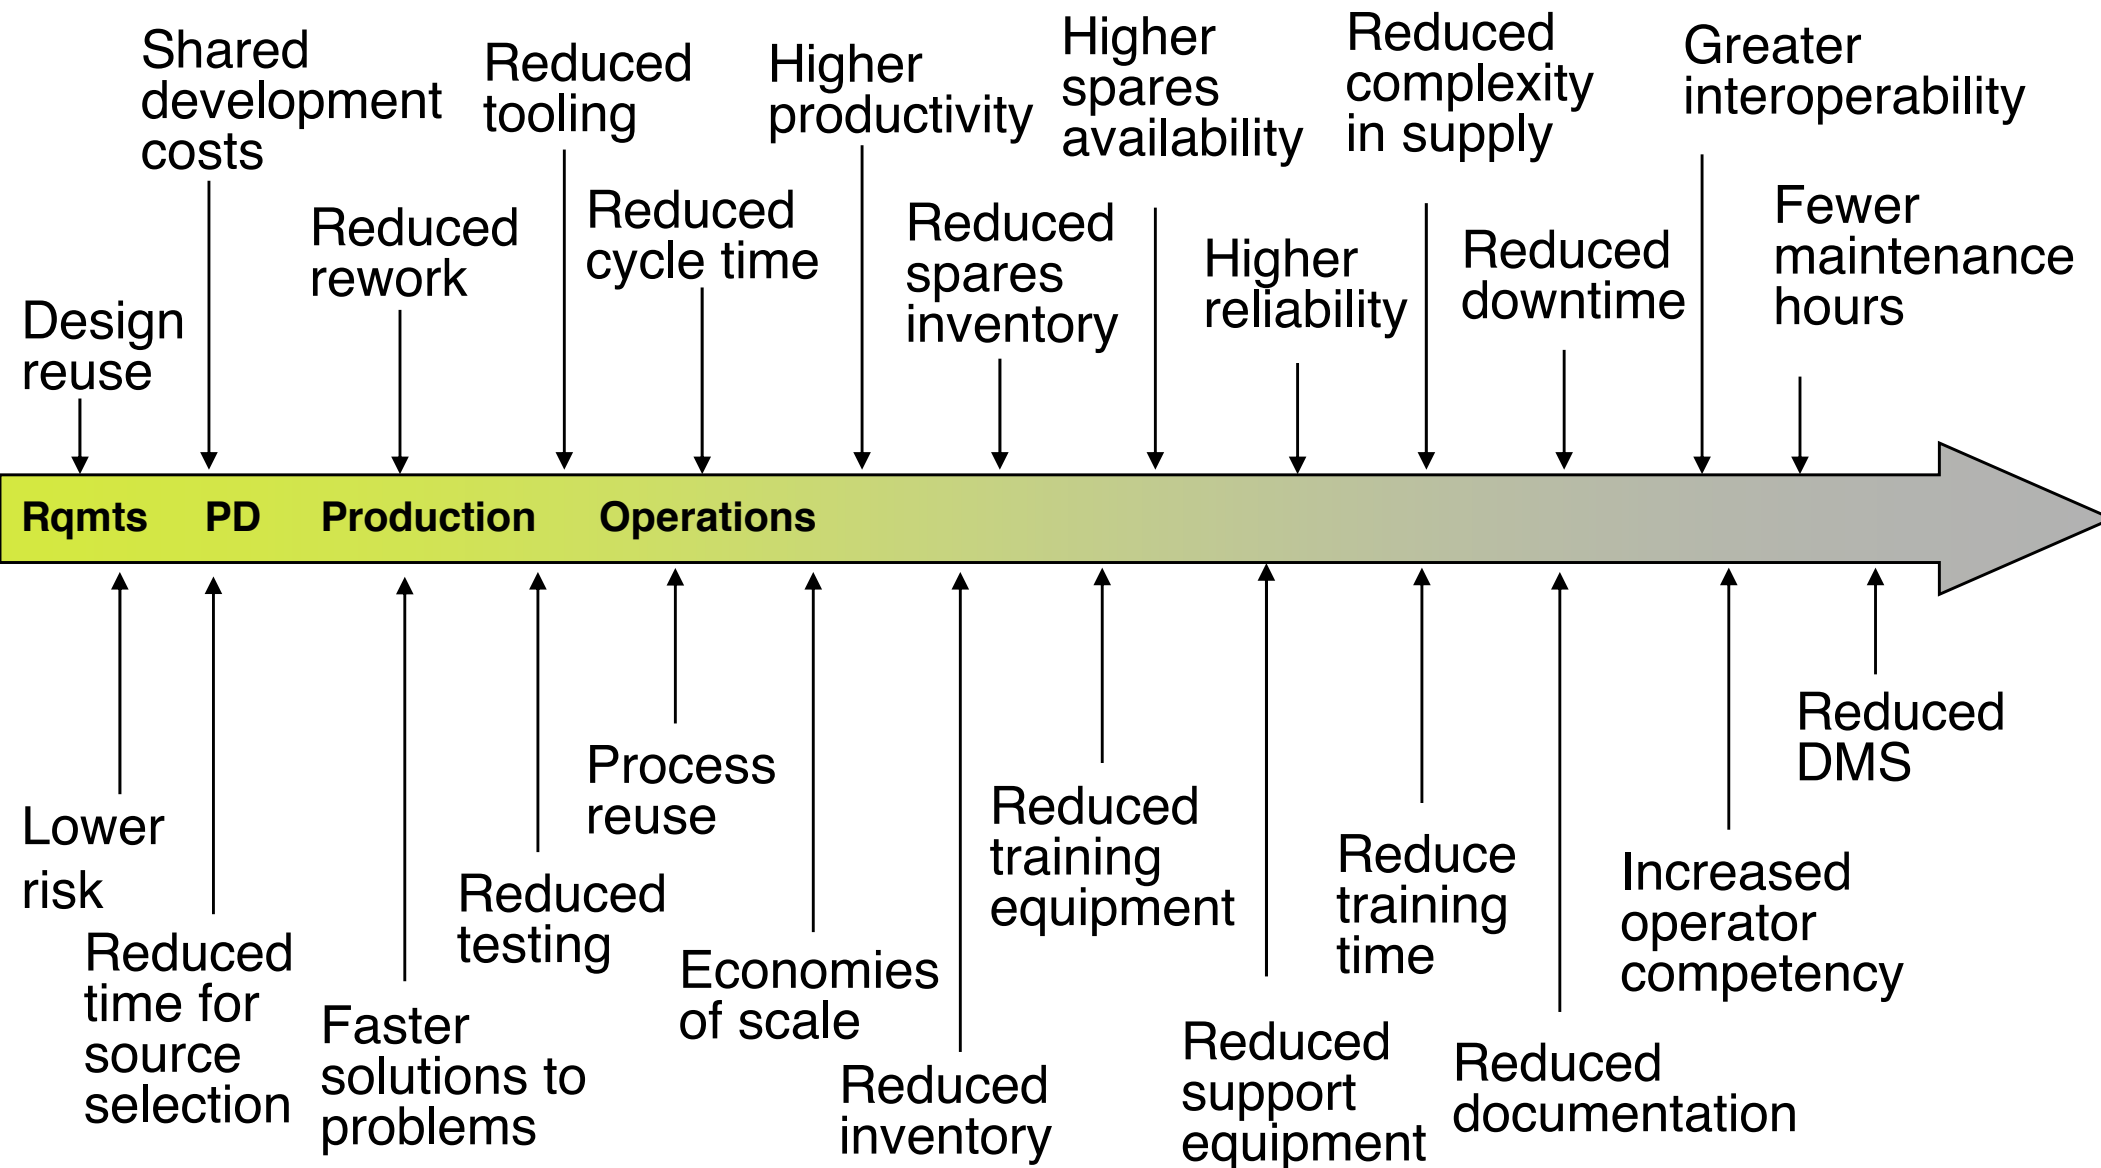 Shared
development
costs
Reduced
tooling
Higher
productivity
Higher
spares
availability
Reduced
complexity
in supply
Greater
interoperability
Design
reuse
Reduced
rework
Reduced
cycle time
Reduced
spares
inventory
Higher
reliability
Reduced
downtime
Fewer
maintenance
hours
Rqmts PD Production Operations
Lower
risk
Reduced
time for
source
selection
Faster
solutions to
problems
Reduced
testing
Process
reuse
Economies
of scale
Reduced
inventory
Reduced
training
equipment
Reduced
support
equipment
Reduce
training
time
Reduced
documentation
Increased
operator
competency
Reduced
DMS